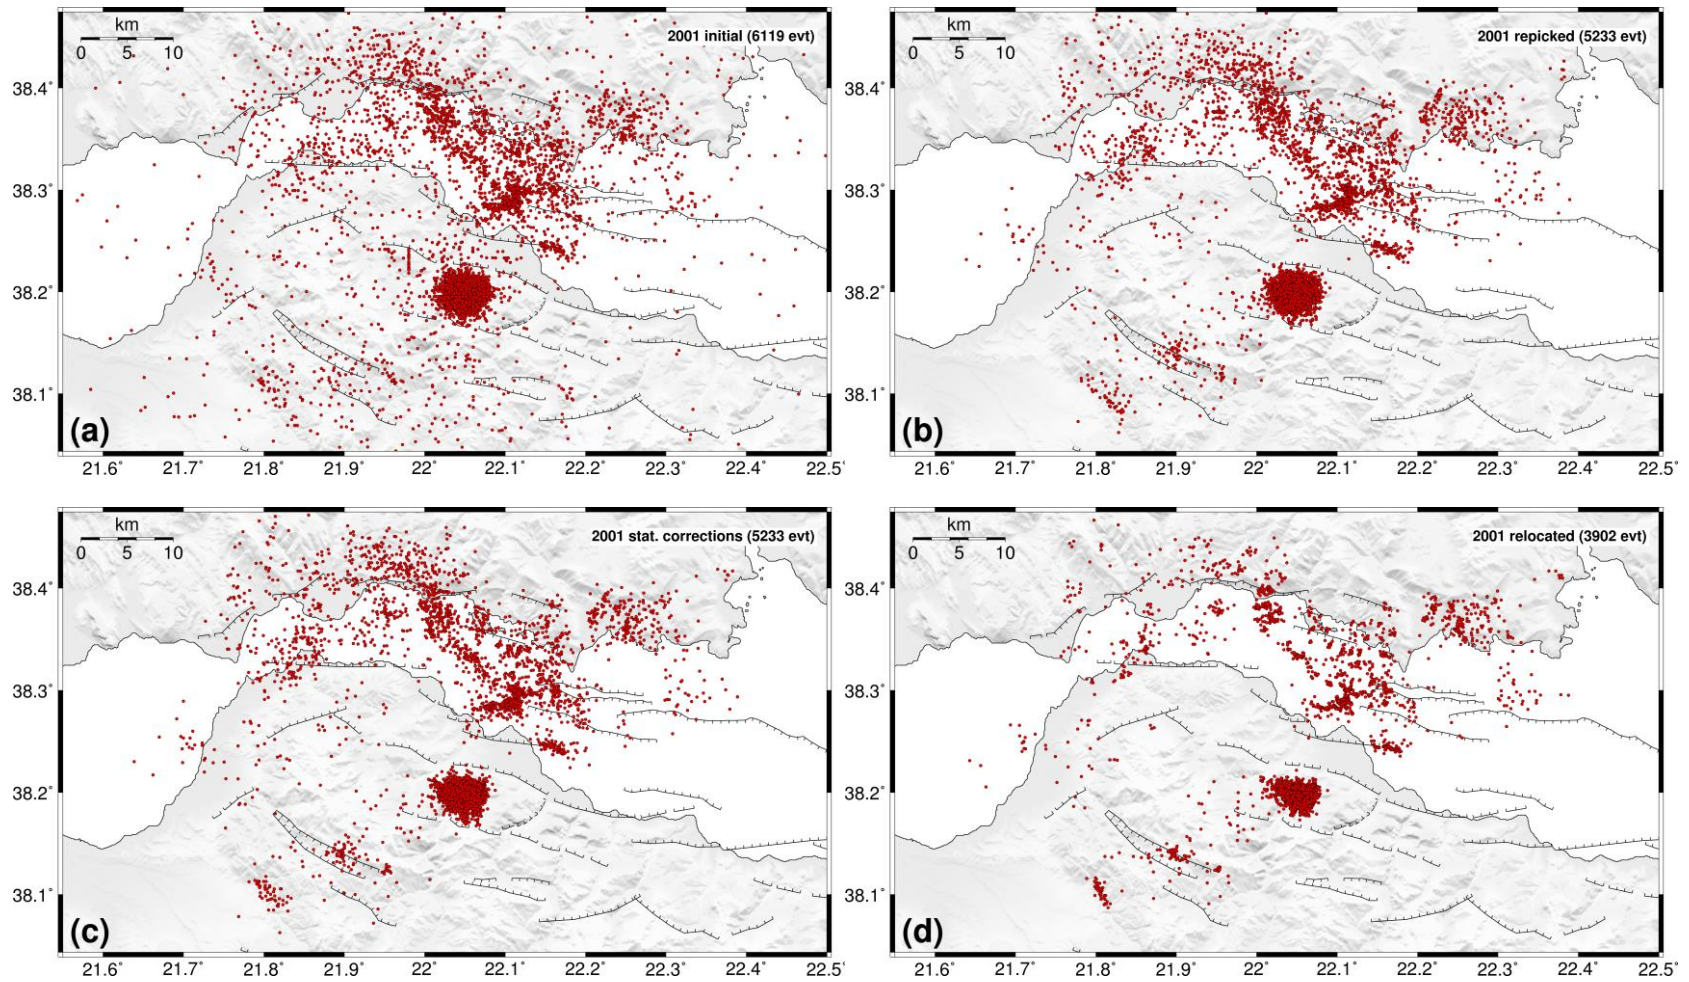 km
0 5 10
2001 initial (6119 evt)
38.4°
38.3°
38.2°
38.1°
(a)
21.6° 21.7° 21.8° 21.9° 22° 22.1° 22.2° 22.3° 22.4° 22.5°
km
0 5 10
2001 repicked (5233 evt)
38.4°
38.3°
38.2°
38.1°
(b)
21.6° 21.7° 21.8° 21.9° 22° 22.1° 22.2° 22.3° 22.4° 22.5°
km
0 5 10
2001 stat. corrections (5233 evt)
38.4°
38.3°
38.2°
38.1°
(c)
21.6° 21.7° 21.8° 21.9° 22° 22.1° 22.2° 22.3° 22.4° 22.5°
km
0 5 10
2001 relocated (3902 evt)
38.4°
38.3°
38.2°
38.1°
(d)
21.6° 21.7° 21.8° 21.9° 22° 22.1° 22.2° 22.3° 22.4° 22.5°